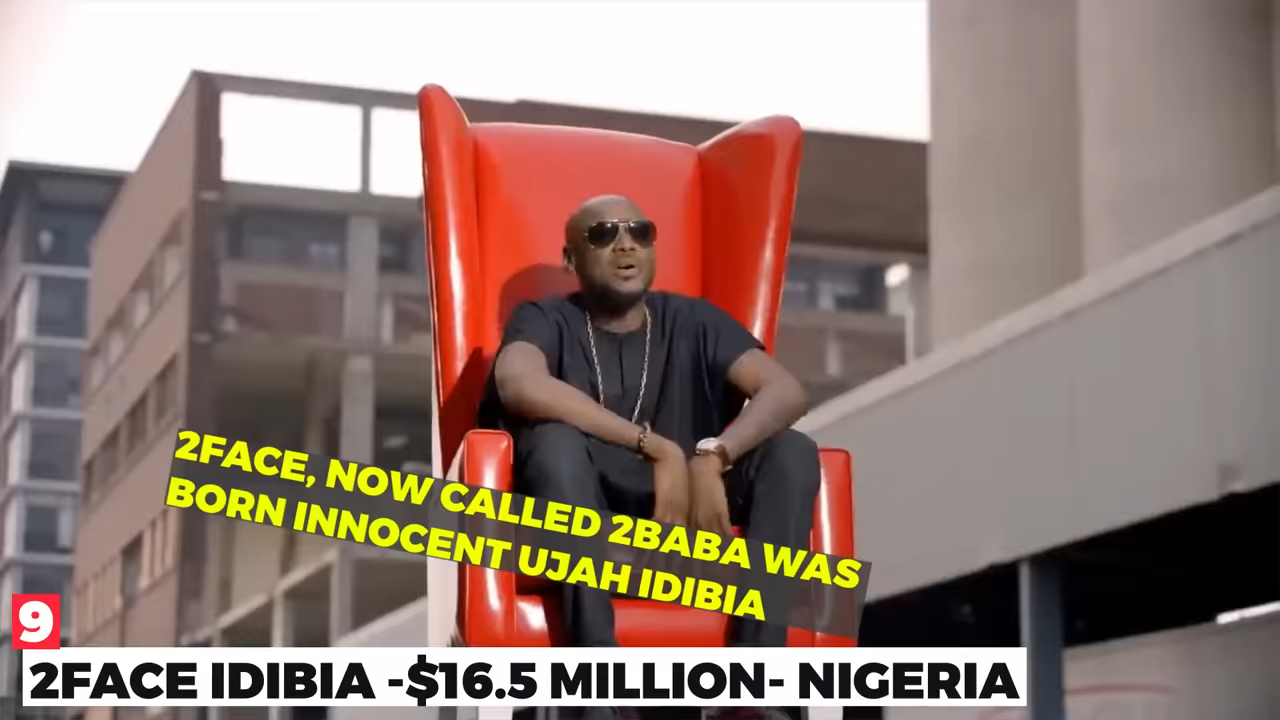 2FACE, NOW CALLED 2BABA WAS
BORN INNOCENT UJAH IDIBIA
9
2FACE IDIBIA -$16.5 MILLION- NIGERIA